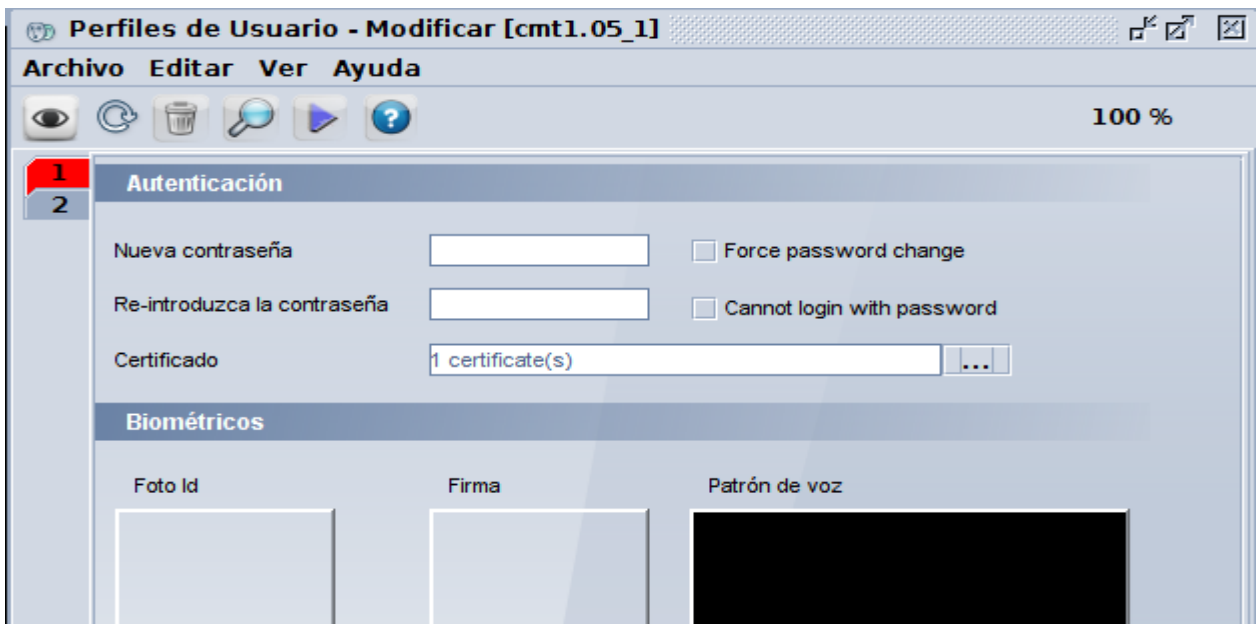 Perfiles de Usuario - Modificar [cmt1.05_1]
Archivo Editar Ver Ayuda
100 %
1
2
Autenticación
Nueva contraseña
Force password change
Re-introduzca la contraseña
Cannot login with password
Certificado
1 certificate(s)
...
Biométricos
Foto Id
Firma
Patrón de voz